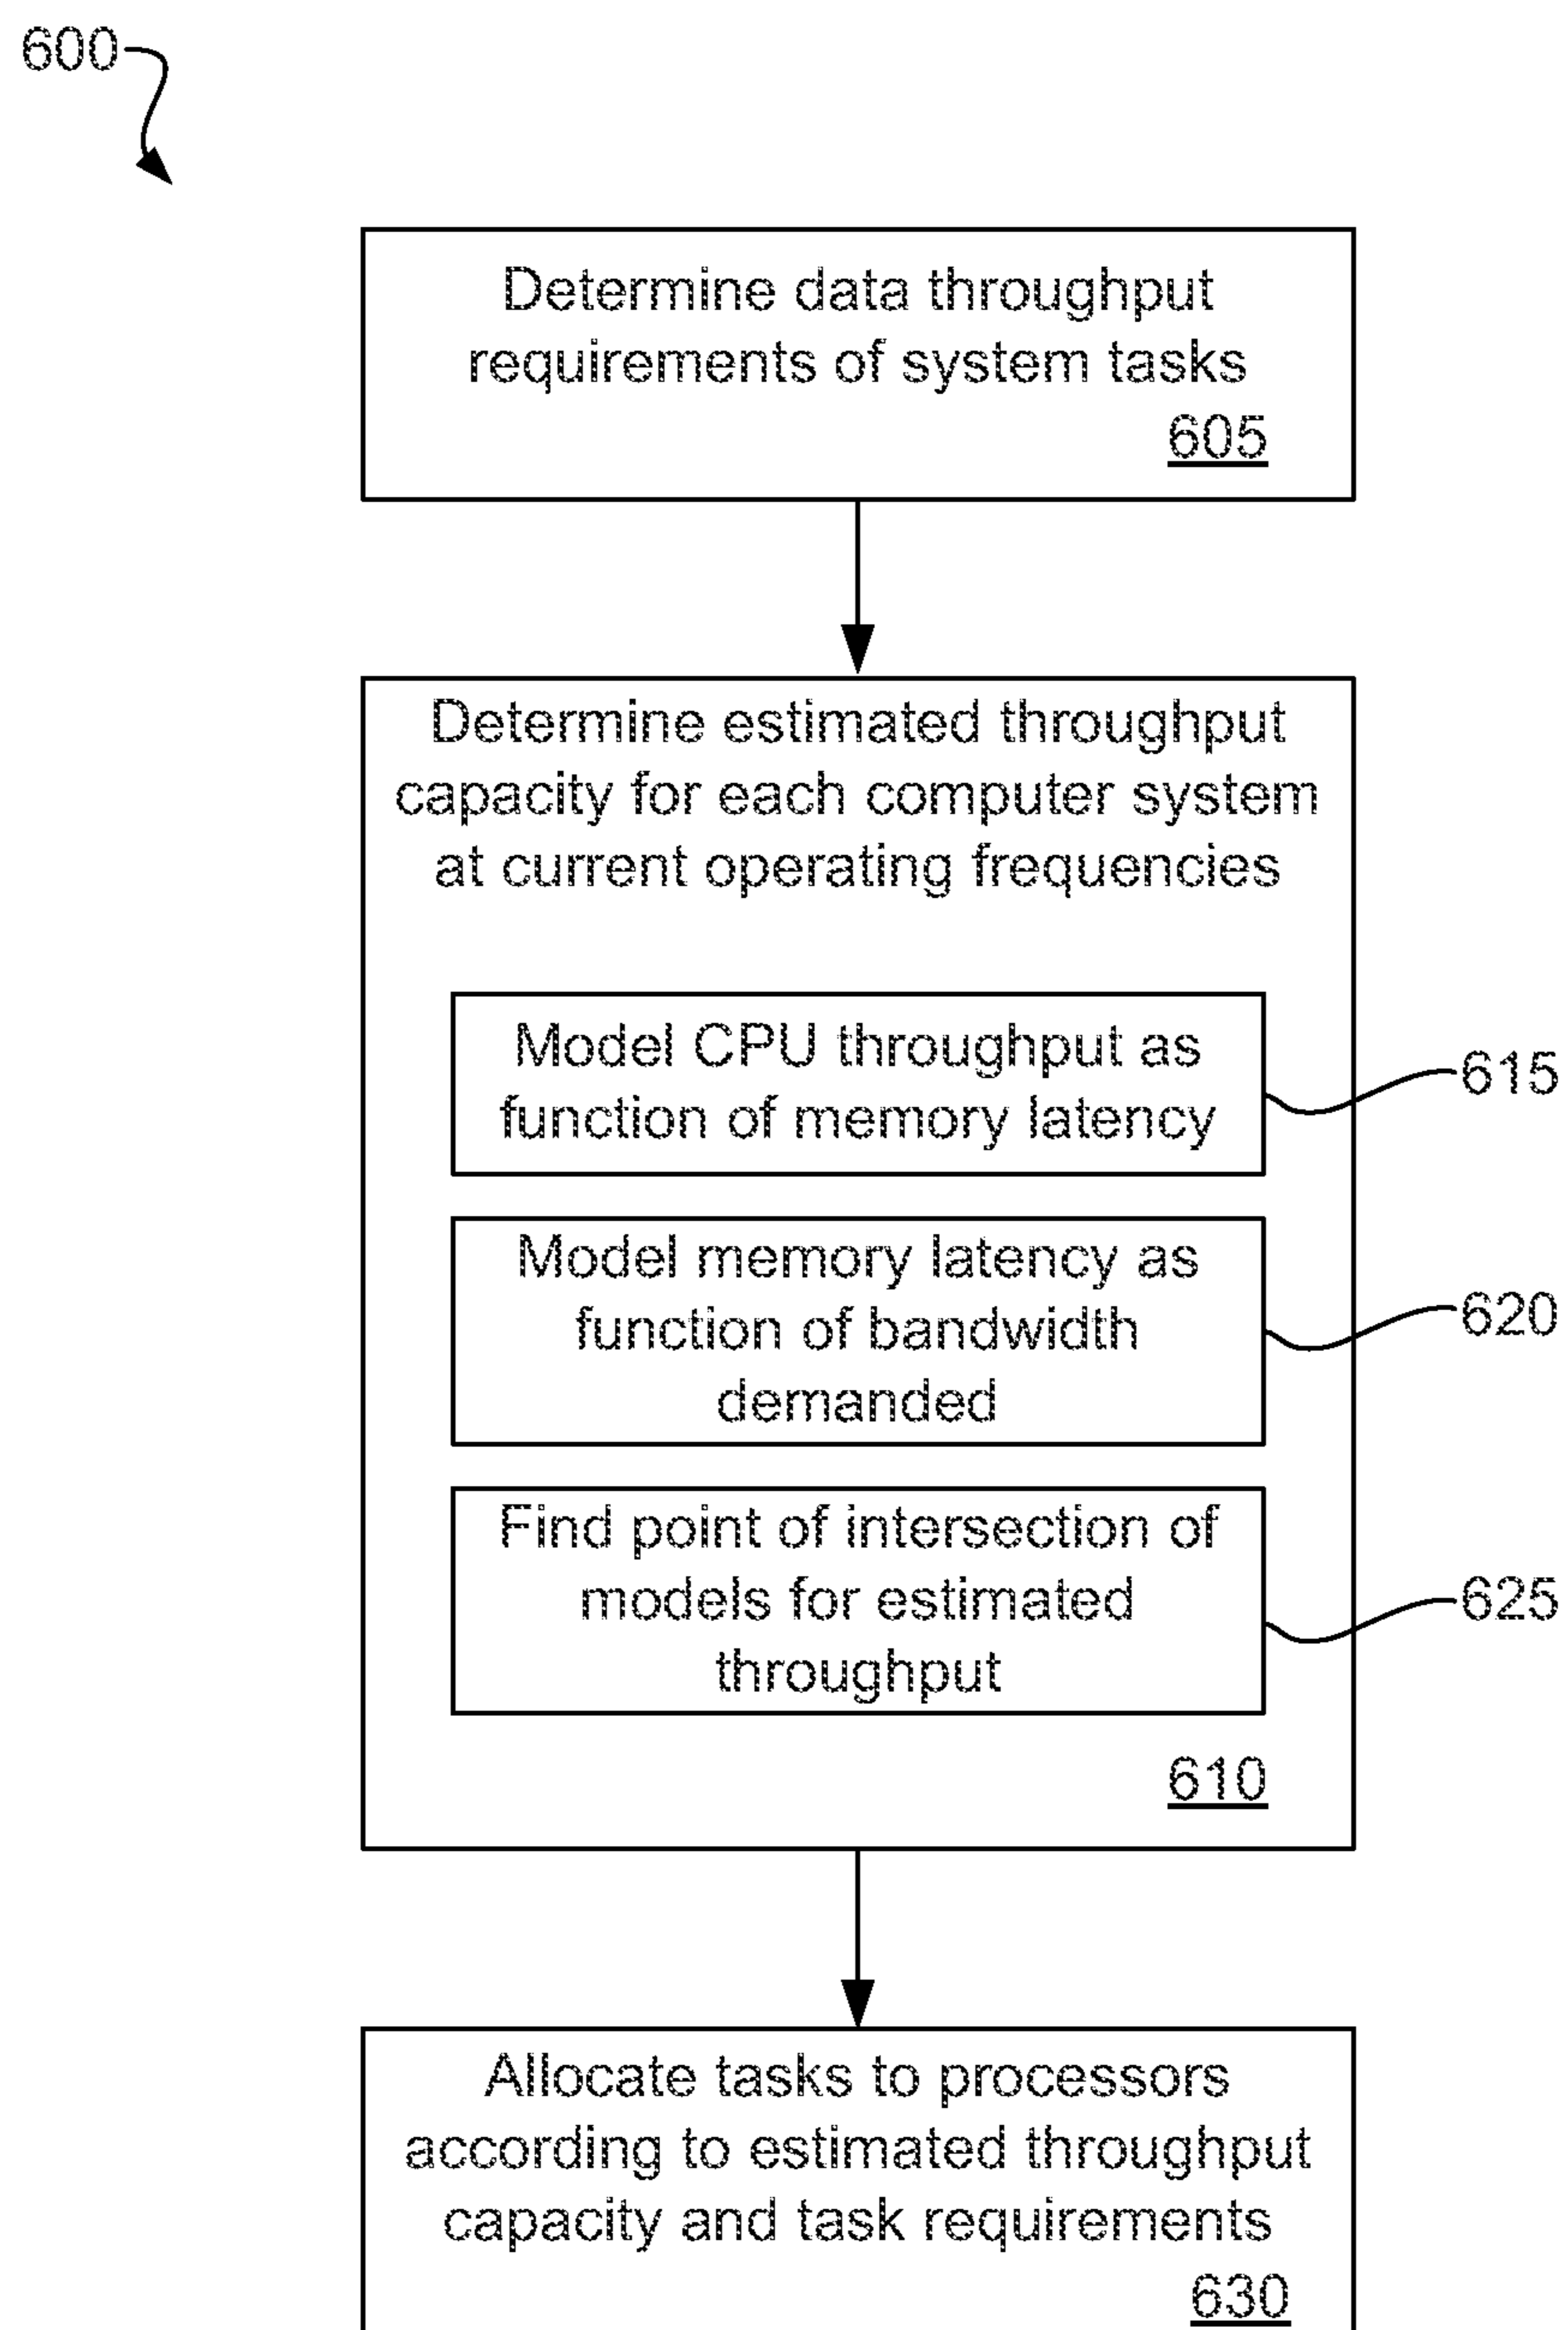 600
Determine data throughput
requirements of system tasks
605
Determine estimated throughput
capacity for each computer system
at current operating frequencies
Model CPU throughput as
function of memory latency
615
Model memory latency as
function of bandwidth
demanded
620
Find point of intersection of
models for estimated
throughput
625
610
Allocate tasks to processors
according to estimated throughput
capacity and task requirements
630